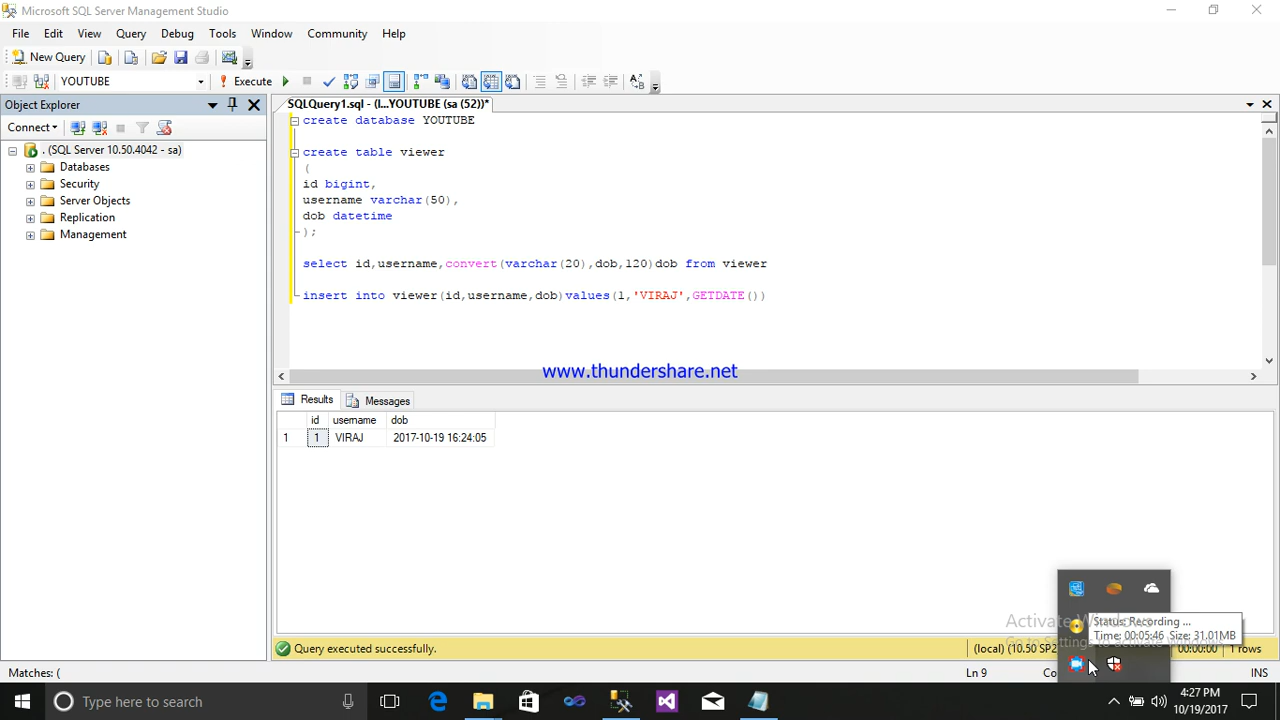 Microsoft SQL Server Management Studio
File Edit View Query Debug Tools Window Community Help
New Query
YOUTUBE Execute
Object Explorer
SQLQuery1.sql - (l...YOUTUBE (sa (52))*
Connect
. (SQL Server 10.50.4042 - sa)
Databases
Security
Server Objects
Replication
Management
create database YOUTUBE
create table viewer
(
id bigint,
username varchar(50),
dob datetime
);
select id,username,convert(varchar(20),dob,120)dob from viewer
insert into viewer(id,username,dob)values(1,'VIRAJ',GETDATE())
www.thundershare.net
Results Messages
id username dob
1 1 VIRAJ 2017-10-19 16:24:05
Activate Windows
Status:Recording ...
Time: 00:05:46 Size: 31.01MB
Query executed successfully. (local) (10.50 SP2 00:00:00 1 rows
Matches: ( Ln 9 INS
Type here to search
4:27 PM
10/19/2017